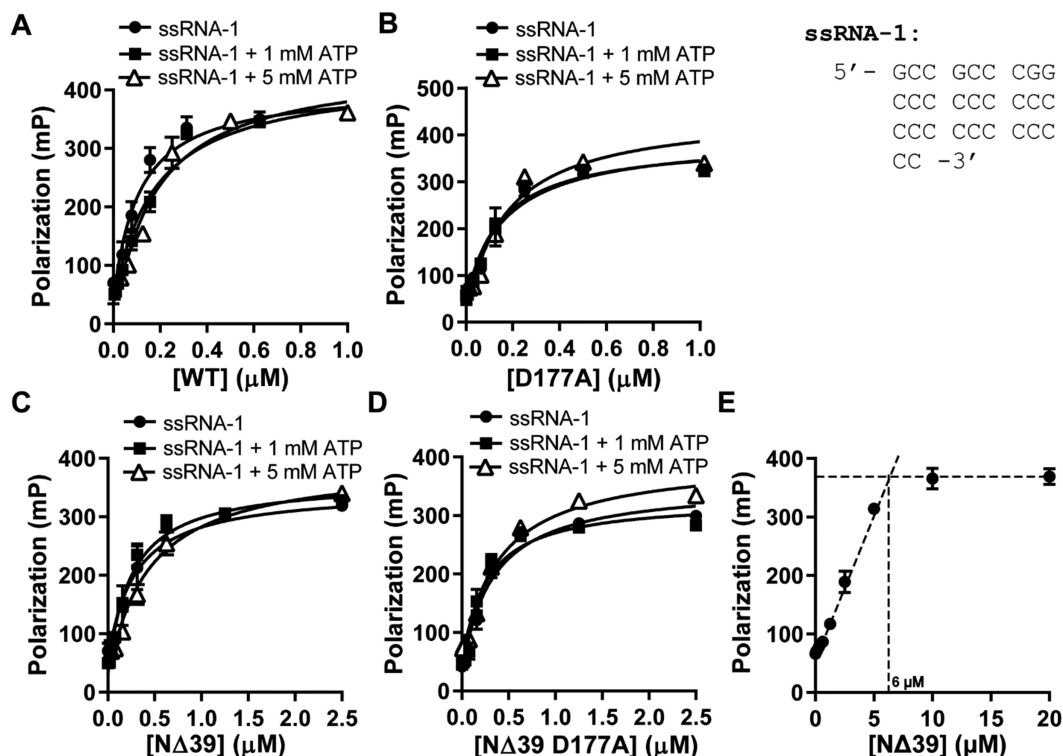 A
ssRNA-1
ssRNA-1 + 1 mM ATP
ssRNA-1 + 5 mM ATP
Polarization (mP)
400
300
200
100
0
0.0 0.2 0.4 0.6 0.8 1.0
[WT] (μM)
B
ssRNA-1
ssRNA-1 + 1 mM ATP
ssRNA-1 + 5 mM ATP
Polarization (mP)
500
400
300
200
100
0
0.0 0.2 0.4 0.6 0.8 1.0
[D177A] (μM)
ssRNA-1:
5′- GCC GCC CGG
CCC CCC CCC
CCC CCC CCC
CC -3′
C
ssRNA-1
ssRNA-1 + 1 mM ATP
ssRNA-1 + 5 mM ATP
Polarization (mP)
400
300
200
100
0
0.0 0.5 1.0 1.5 2.0 2.5
[NΔ39] (μM)
D
ssRNA-1
ssRNA-1 + 1 mM ATP
ssRNA-1 + 5 mM ATP
Polarization (mP)
400
300
200
100
0
0.0 0.5 1.0 1.5 2.0 2.5
[NΔ39 D177A] (μM)
E
Polarization (mP)
400
300
200
100
0
6 μM
0 5 10 15 20
[NΔ39] (μM)